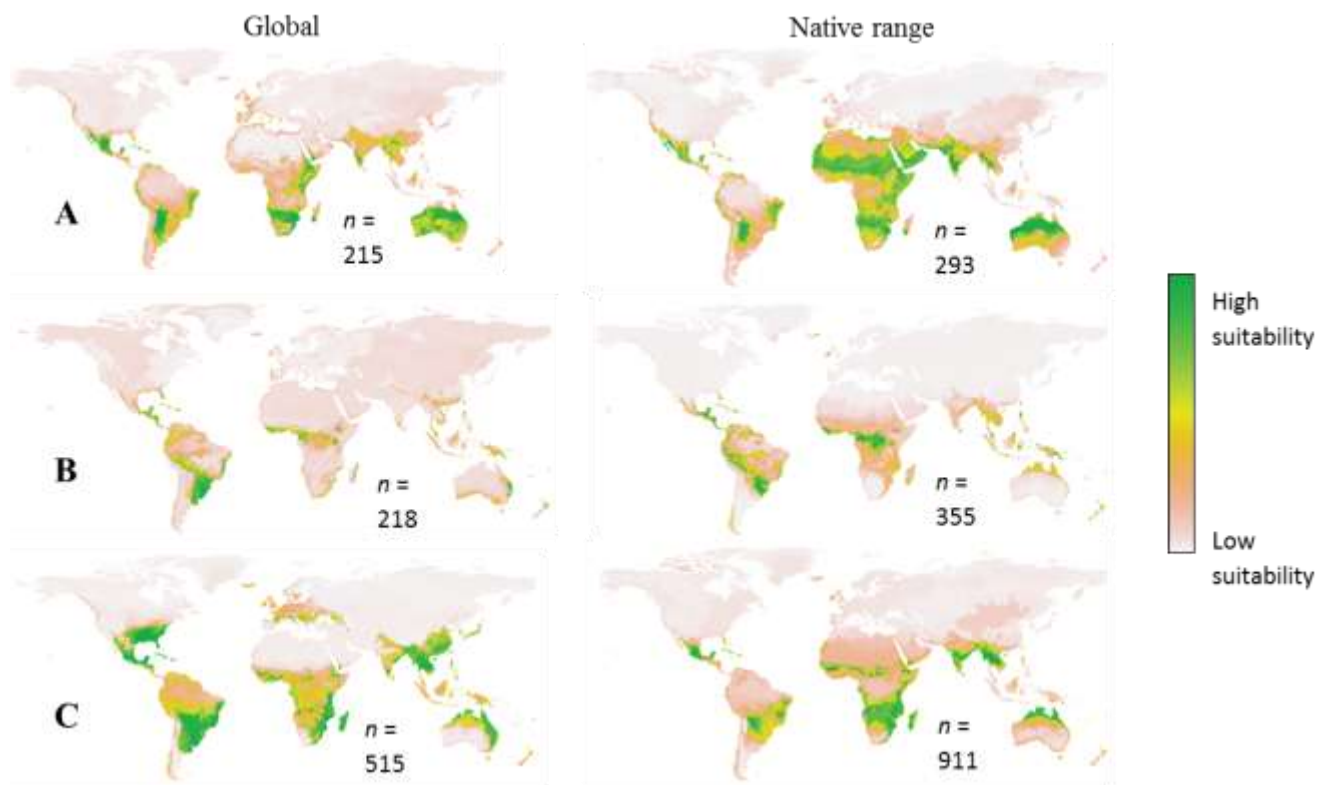 Global
Native range
A
n =
215
n =
293
High
suitability
B
n =
218
n =
355
Low
suitability
C
n =
515
n =
911